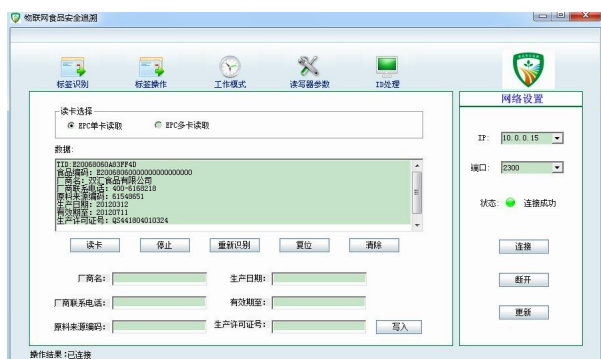 物联网食品安全追溯
标签识别 标签操作 工作模式 读写器参数 ID处理
网络设置
读卡选择
EPC单卡读取 EPC多卡读取
IP: 10.0.0.15
数据:
TID:E20068060A83FF4D
食品编码: E2006806000000000000000
厂商名: 双汇食品有限公司
厂商联系电话: 400-6168218
原料来源编码: 61548651
生产日期: 20120312
有效期至: 20120711
生产许可证号: QS441804010324
端口: 2300
状态: 连接成功
读卡 停止 重新识别 复位 清除
连接
厂商名: 生产日期:
断开
厂商联系电话: 有效期至:
更新
原料来源编码: 生产许可证号: 写入
操作结果:已连接